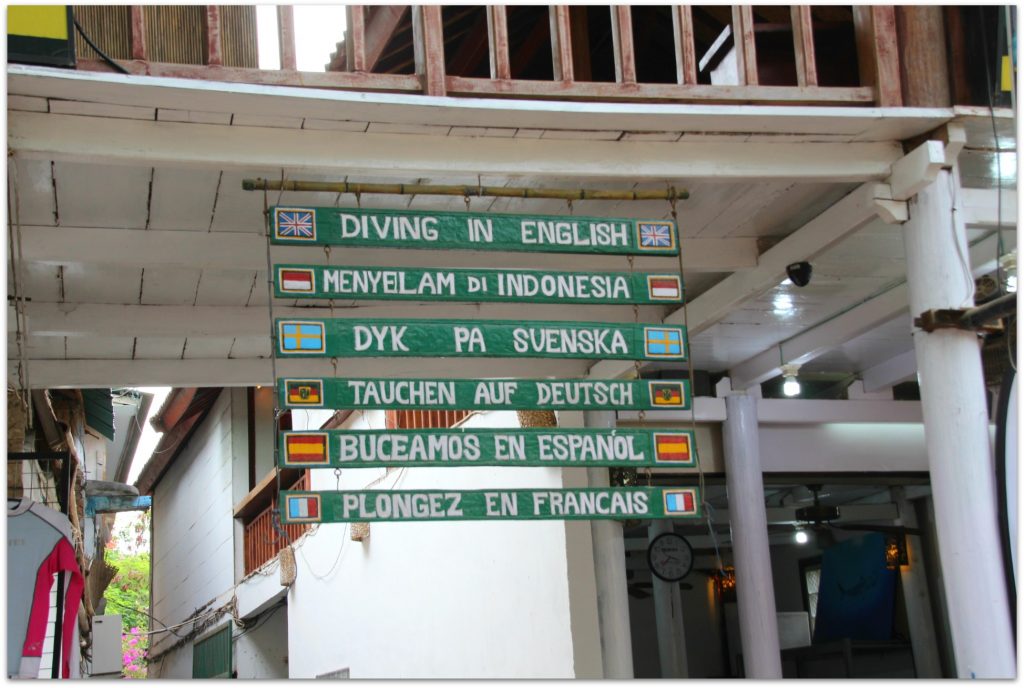 DIVING IN ENGLISH
MENYELAM DI INDONESIA
DYK PA SVENSKA
TAUCHEN AUF DEUTSCH
BUCEAMOS EN ESPAÑOL
PLONGEZ EN FRANCAIS